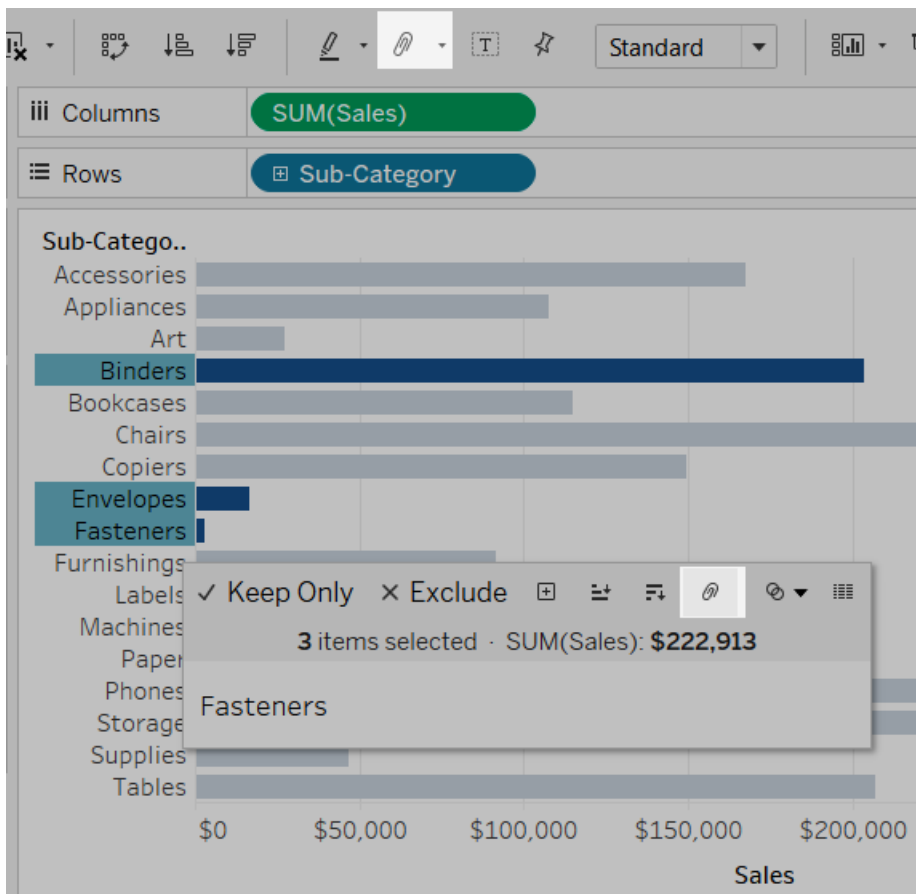 T Standard
Columns SUM(Sales)
Rows Sub-Category
Sub-Catego..
Accessories
Appliances
Art
Binders
Bookcases
Chairs
Copiers
Envelopes
Fasteners
Furnishings
Labels
Keep Only Exclude
Machines
3 items selected · SUM(Sales): $222,913
Paper
Phones
Fasteners
Storage
Supplies
Tables
$0 $50,000 $100,000 $150,000 $200,000
Sales